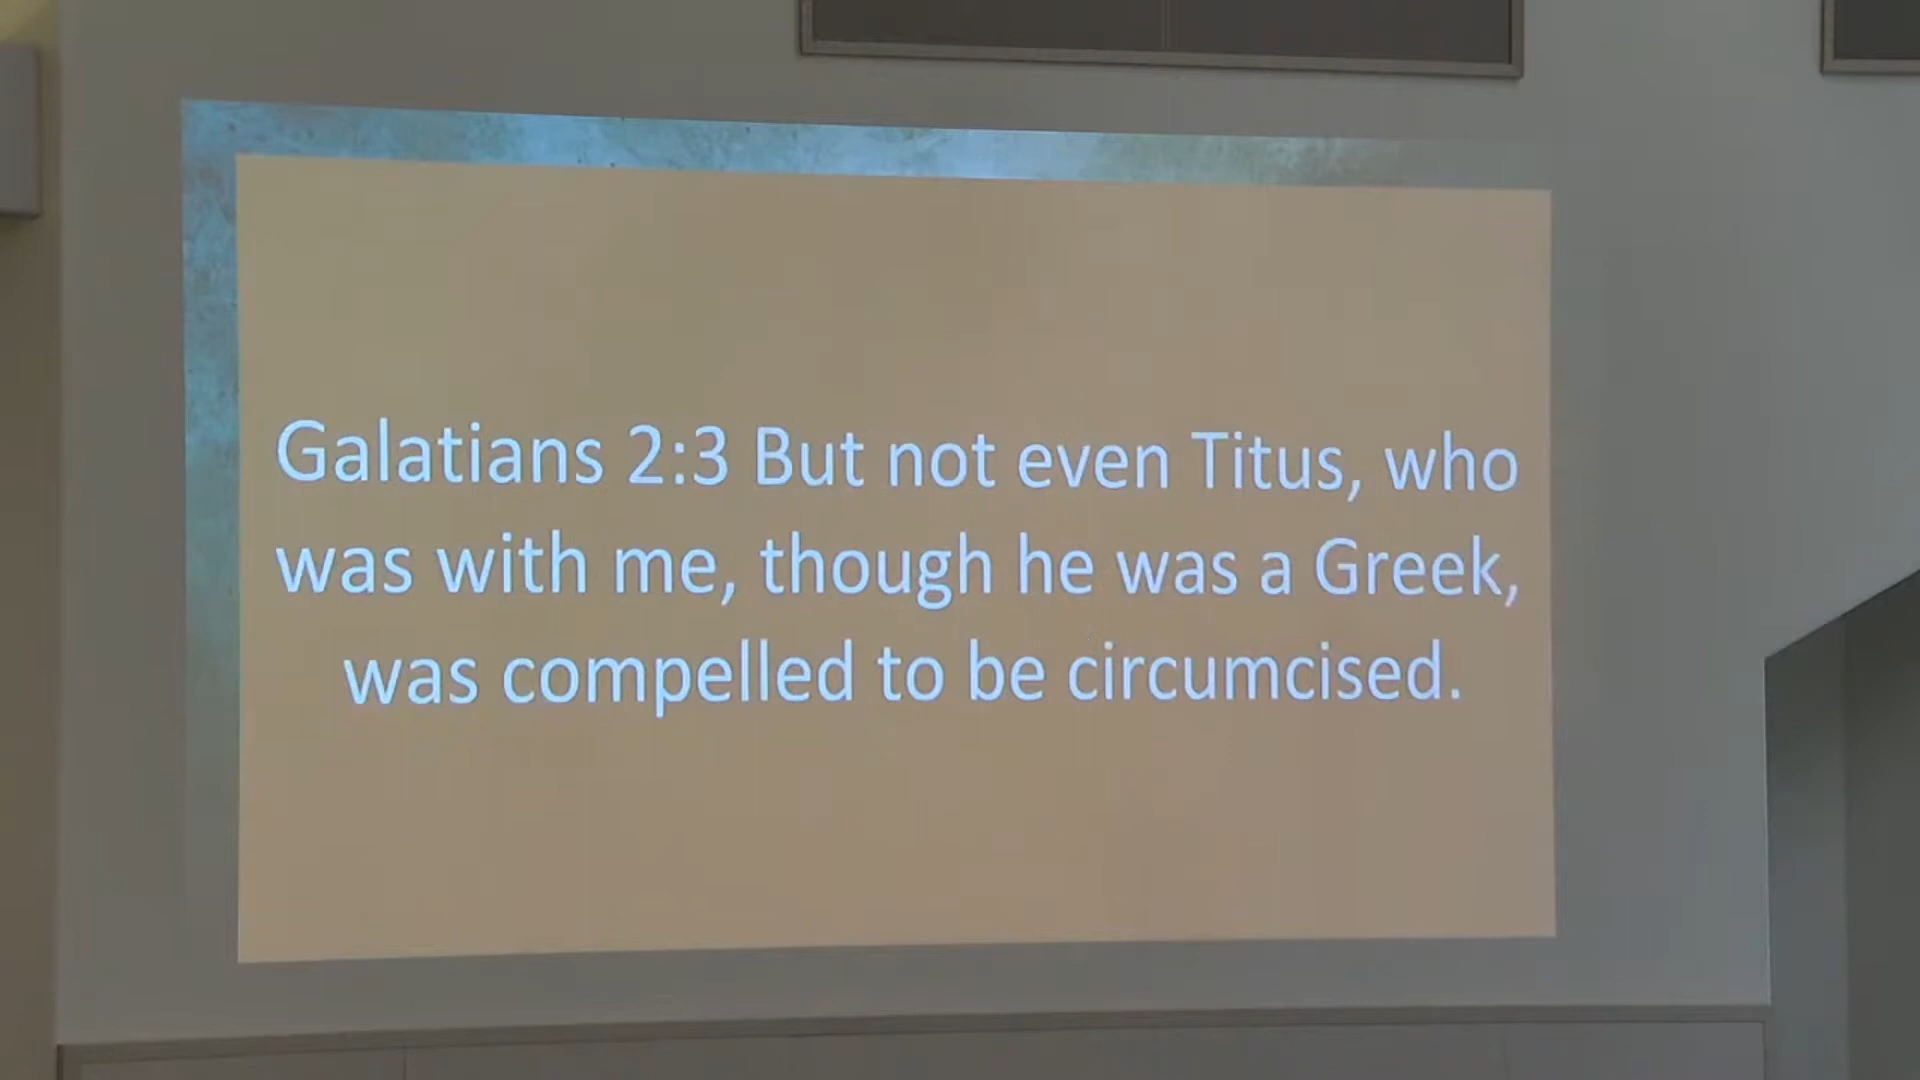 Galatians 2:3 But not even Titus, who
was with me, though he was a Greek,
was compelled to be circumcised.